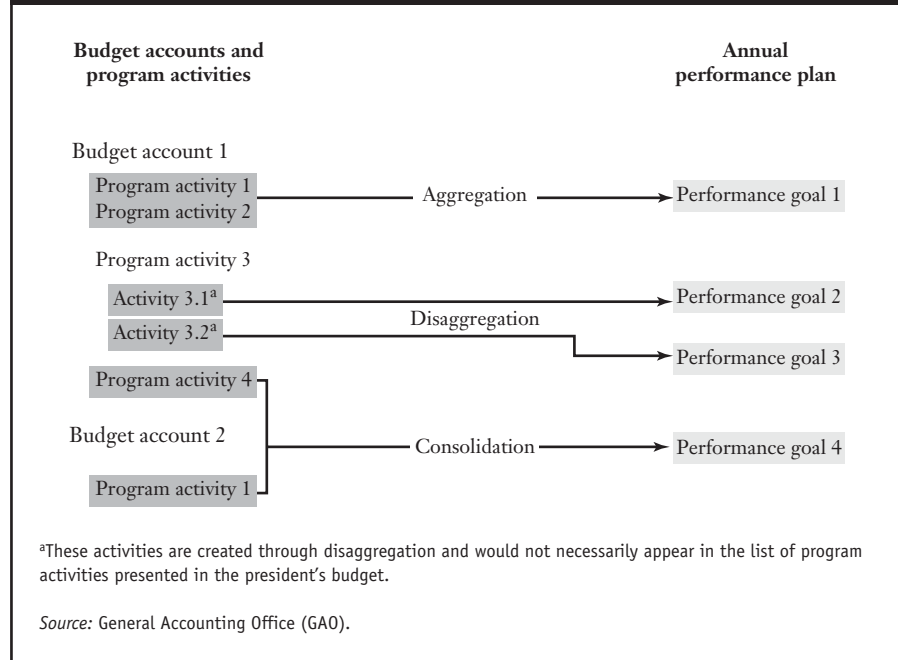 Budget accounts and
program activities
Annual
performance plan
Budget account 1
Program activity 1
Program activity 2
Aggregation
Performance goal 1
Program activity 3
Activity 3.1a
Performance goal 2
Disaggregation
Activity 3.2a
Performance goal 3
Program activity 4
Budget account 2
Consolidation
Performance goal 4
Program activity 1
aThese activities are created through disaggregation and would not necessarily appear in the list of program
activities presented in the president's budget.
Source: General Accounting Office (GAO).